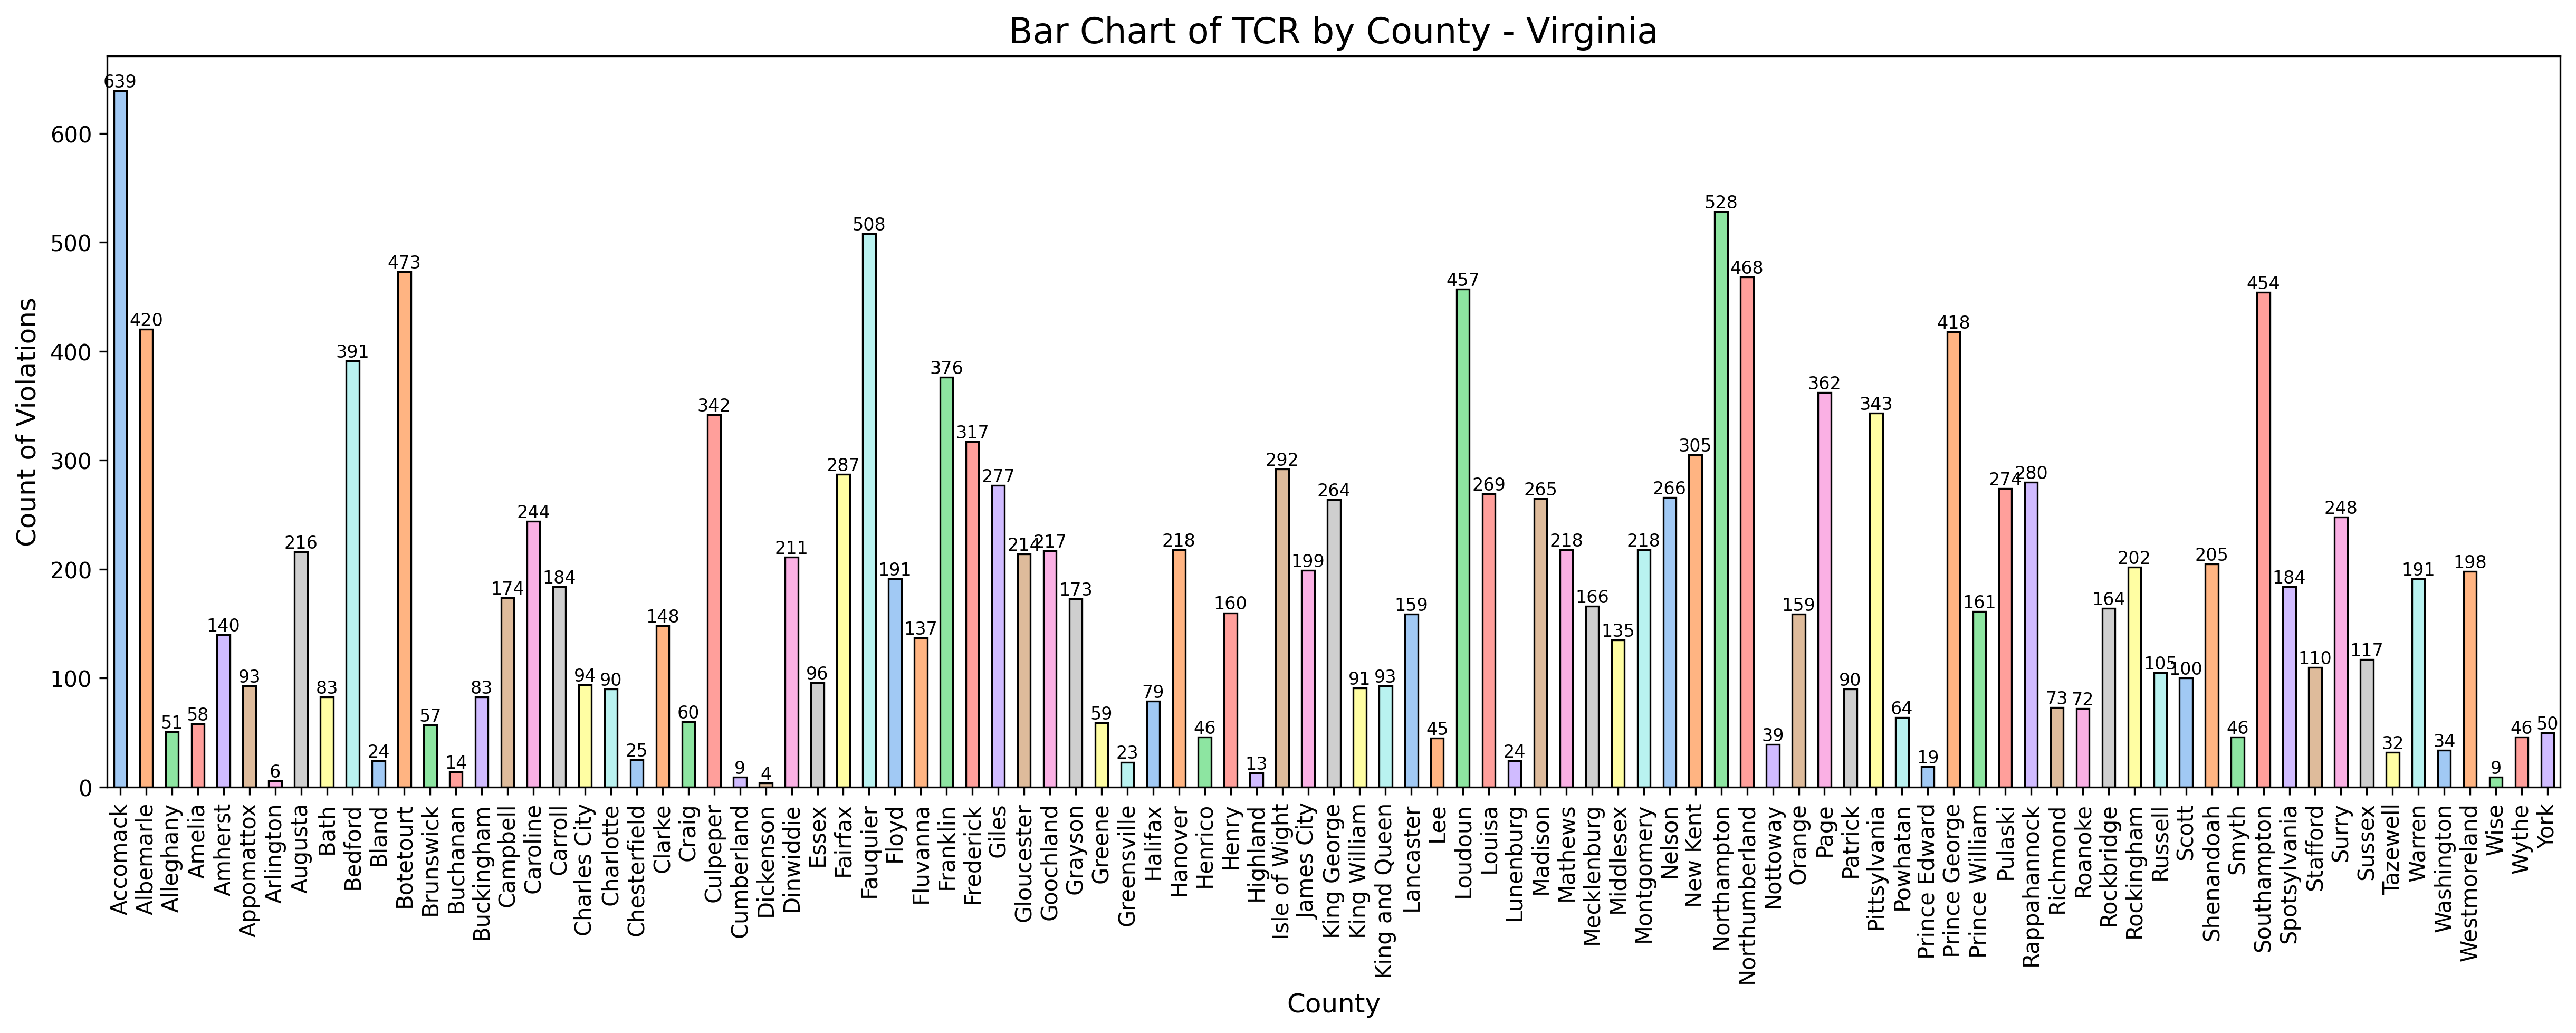 Bar Chart of TCR by County - Virginia
Count of Violations
600
500
400
300
200
100
0
639
420
51
58
140
93
6
216
83
391
24
473
57
14
83
174
244
184
94
90
25
148
60
342
9
4
211
96
287
508
191
137
376
317
277
214
217
173
59
23
79
218
46
160
13
292
199
264
91
93
159
45
457
269
24
265
218
166
135
218
266
305
528
468
39
159
362
90
343
64
19
418
161
274
280
73
72
164
202
105
100
205
46
454
184
110
248
117
32
191
34
198
9
46
50
Accomack
Albemarle
Alleghany
Amelia
Amherst
Appomattox
Arlington
Augusta
Bath
Bedford
Bland
Botetourt
Brunswick
Buchanan
Buckingham
Campbell
Caroline
Carroll
Charles City
Charlotte
Chesterfield
Clarke
Craig
Culpeper
Cumberland
Dickenson
Dinwiddie
Essex
Fairfax
Fauquier
Floyd
Fluvanna
Franklin
Frederick
Giles
Gloucester
Goochland
Grayson
Greene
Greensville
Halifax
Hanover
Henrico
Henry
Highland
Isle of Wight
James City
King George
King William
King and Queen
Lancaster
Lee
Loudoun
Louisa
Lunenburg
Madison
Mathews
Mecklenburg
Middlesex
Montgomery
Nelson
New Kent
Northampton
Northumberland
Nottoway
Orange
Page
Patrick
Pittsylvania
Powhatan
Prince Edward
Prince George
Prince William
Pulaski
Rappahannock
Richmond
Roanoke
Rockbridge
Rockingham
Russell
Scott
Shenandoah
Smyth
Southampton
Spotsylvania
Stafford
Surry
Sussex
Tazewell
Warren
Washington
Westmoreland
Wise
Wythe
York
County